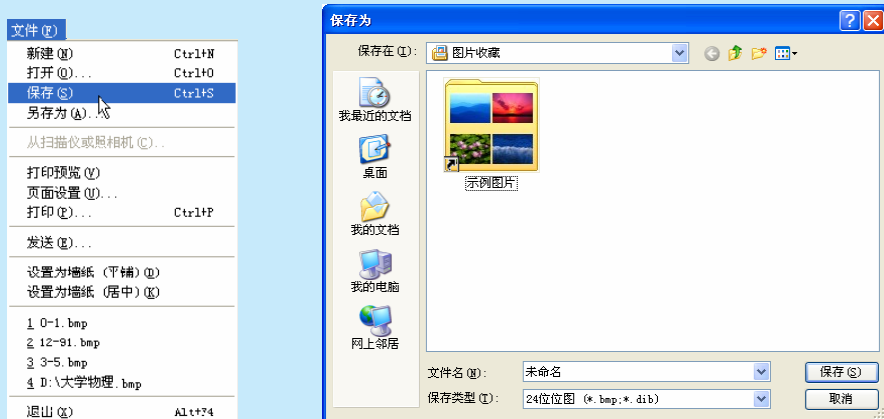 文件(F)
新建(N) Ctrl+N
打开(O)... Ctrl+O
保存(S) Ctrl+S
另存为(A)...
从扫描仪或照相机(C)..
打印预览(V)
页面设置(U)...
打印(P)... Ctrl+P
发送(E)...
设置为墙纸 (平铺)(D)
设置为墙纸 (居中)(K)
1 0-1.bmp
2 12-91.bmp
3 3-5.bmp
4 D:\大学物理.bmp
退出(X) Alt+F4
保存为
保存在(I): 图片收藏
我最近的文档
桌面
我的文档
我的电脑
网上邻居
示例图片
文件名(N): 未命名 保存(S)
保存类型(T): 24位位图 (*.bmp;*.dib) 取消